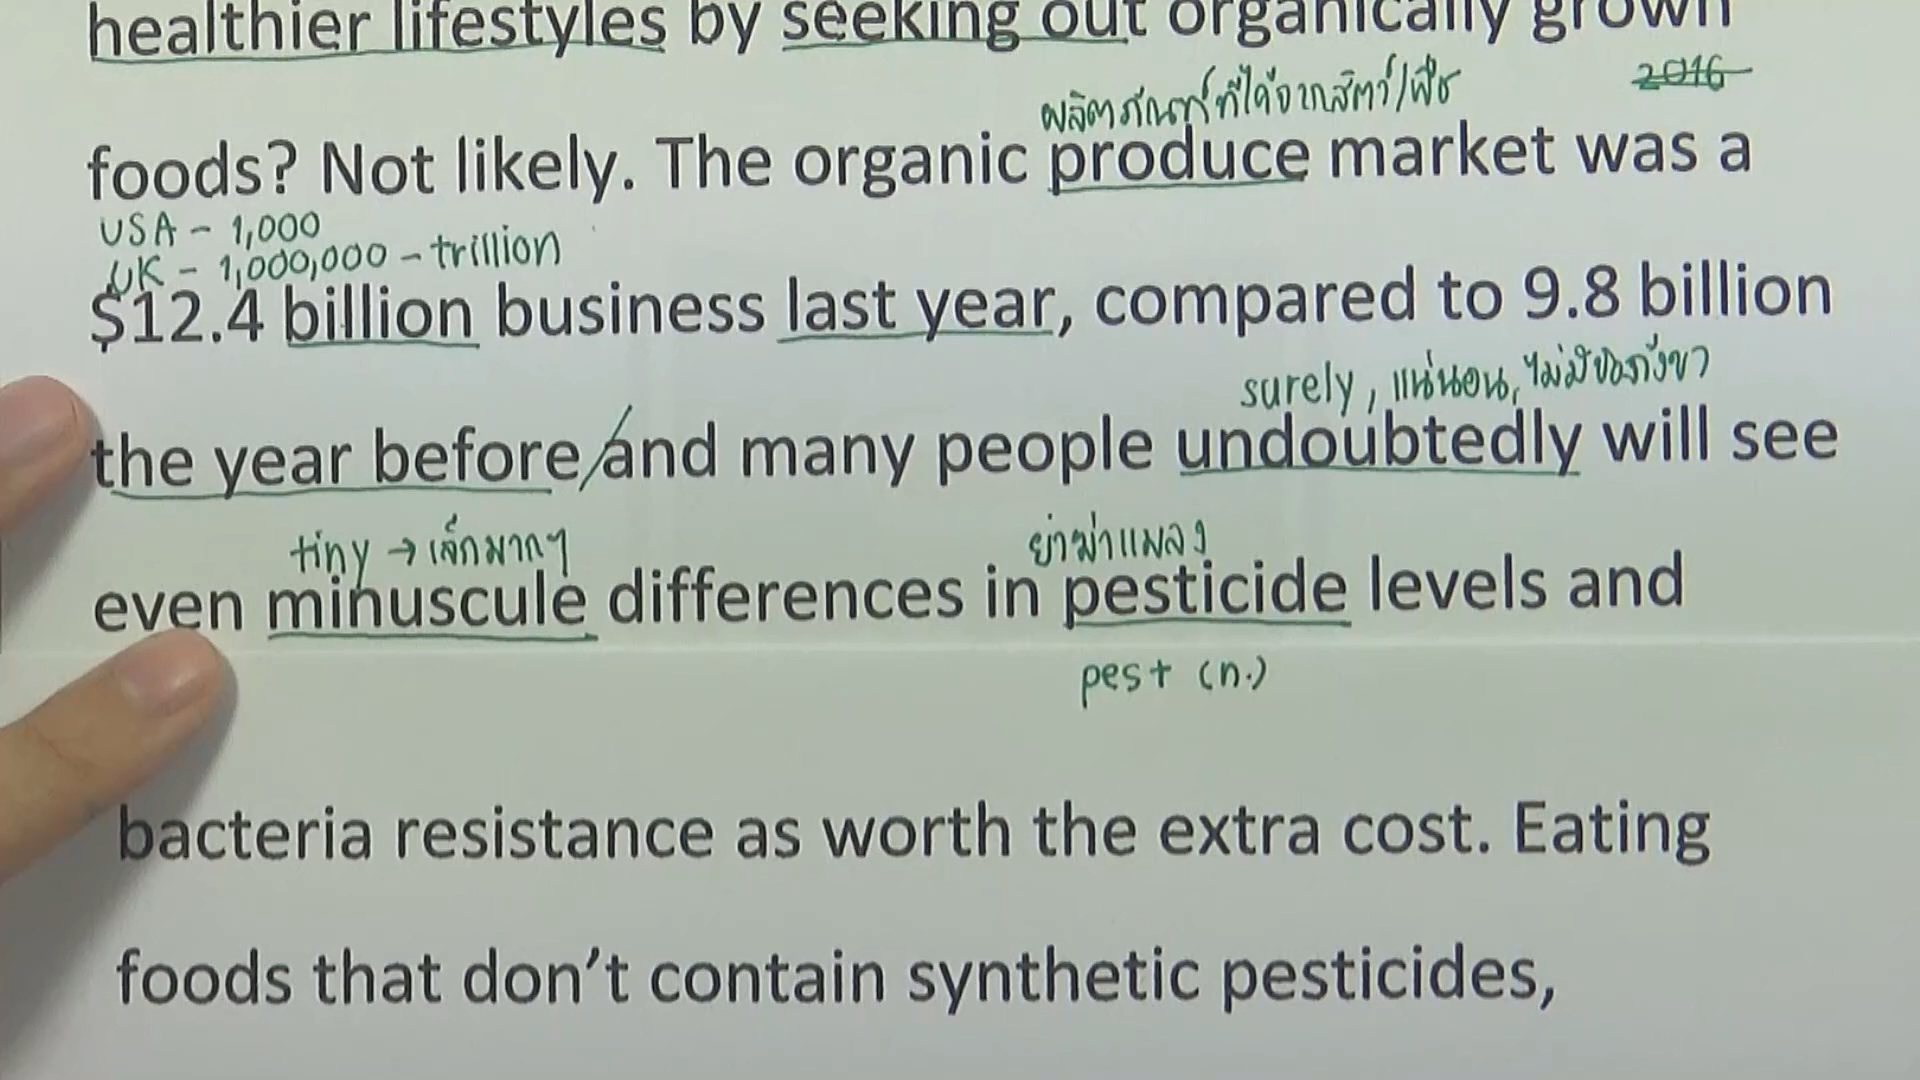 healthier lifestyles by seeking out organically grown
2016
ผลิตภัณฑ์ที่ได้จากสัตว์/พืช
foods? Not likely. The organic produce market was a
USA - 1,000
UK - 1,000,000 - trillion
$12.4 billion business last year, compared to 9.8 billion
surely, แน่นอน, ไม่มีข้อกังขา
the year before/and many people undoubtedly will see
tiny → เล็กมากๆ
ยาฆ่าแมลง
even minuscule differences in pesticide levels and
pest (n.)
bacteria resistance as worth the extra cost. Eating
foods that don’t contain synthetic pesticides,